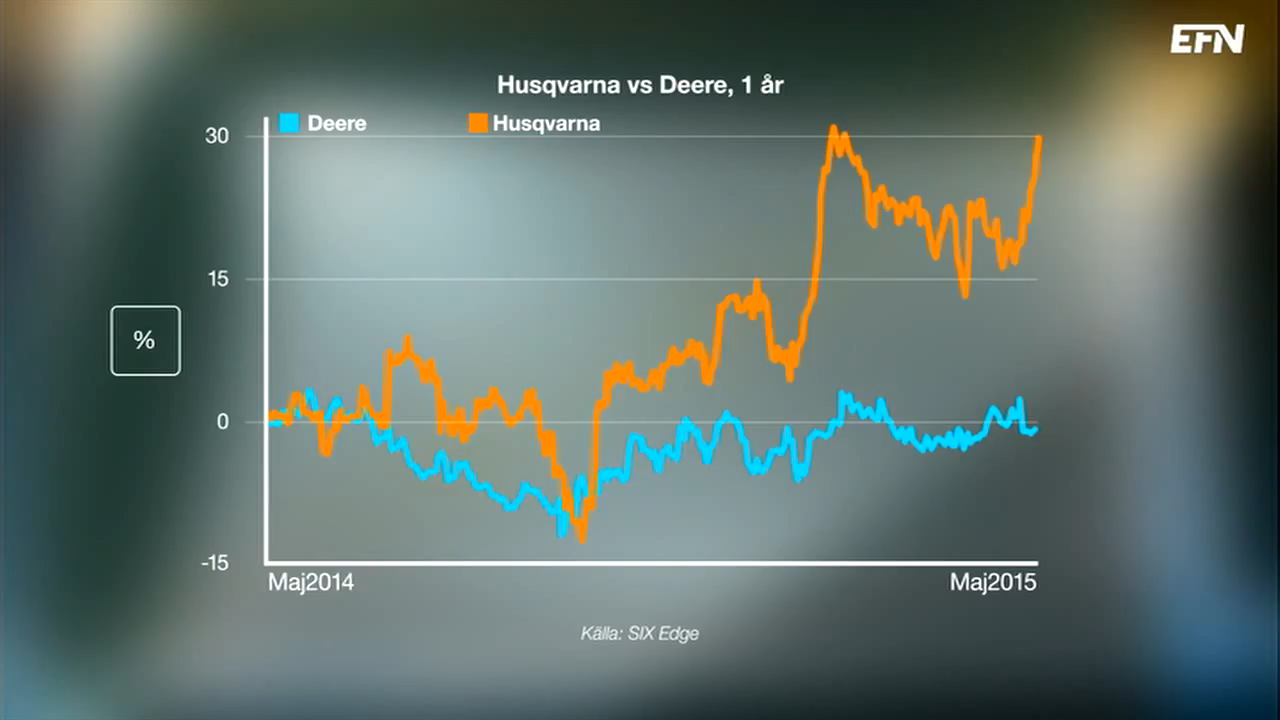 EFN
Husqvarna vs Deere, 1 år
Deere
Husqvarna
30
15
%
0
-15
Maj2014
Maj2015
Källa: SIX Edge